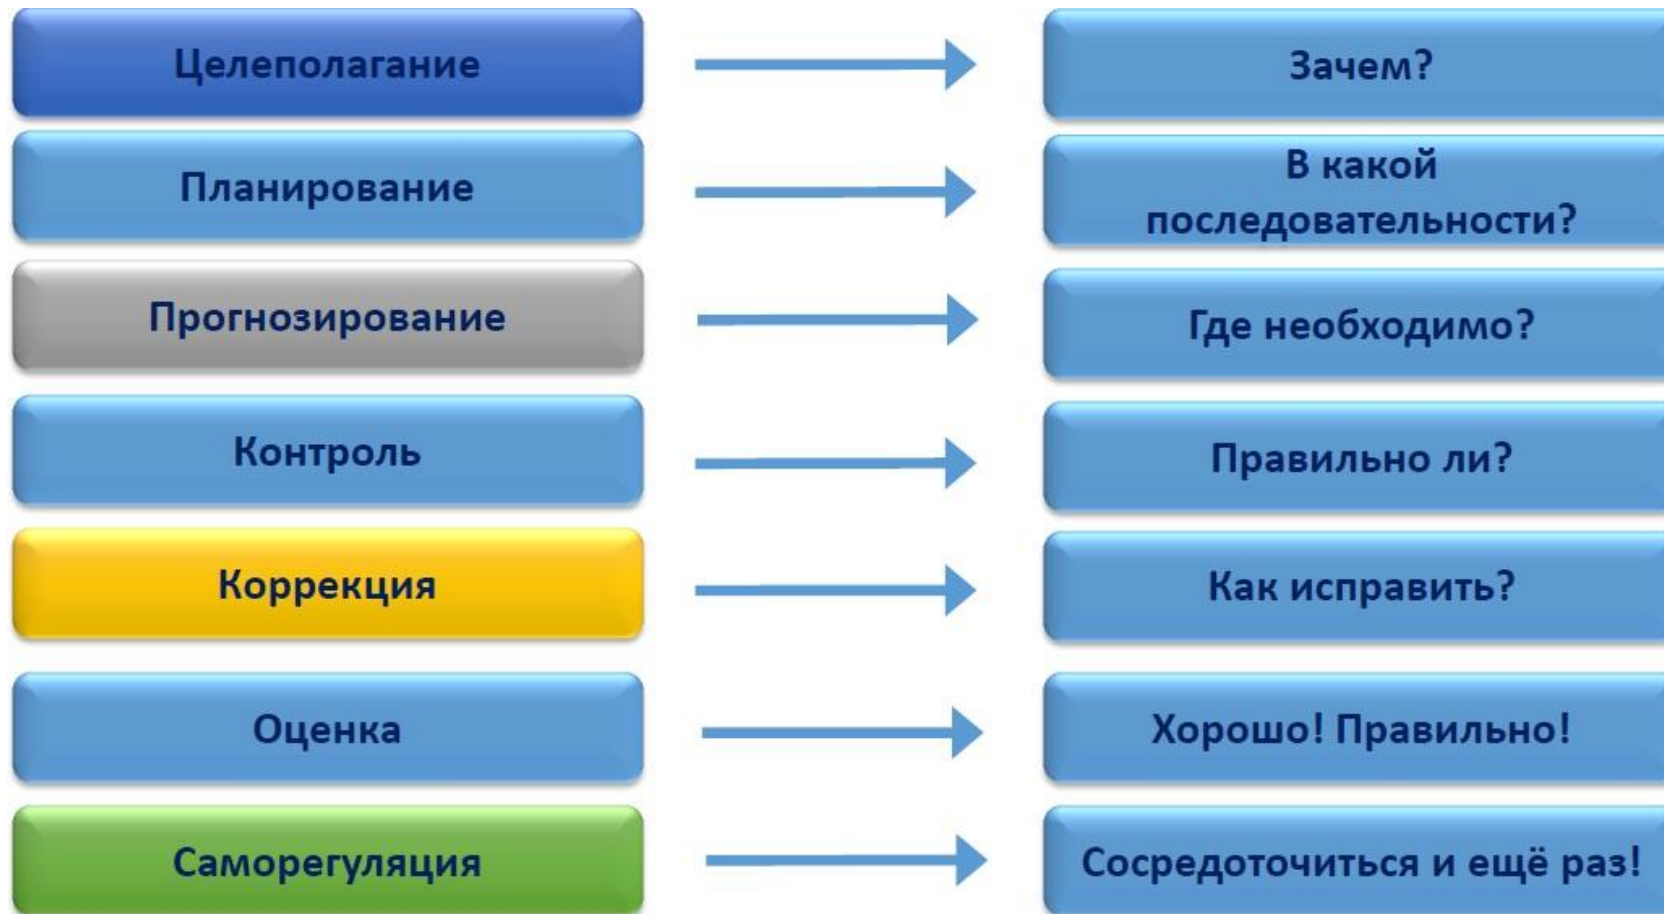 Целеполагание
Зачем?
Планирование
В какой
последовательности?
Прогнозирование
Где необходимо?
Контроль
Правильно ли?
Коррекция
Как исправить?
Оценка
Хорошо! Правильно!
Саморегуляция
Сосредоточиться и ещё раз!